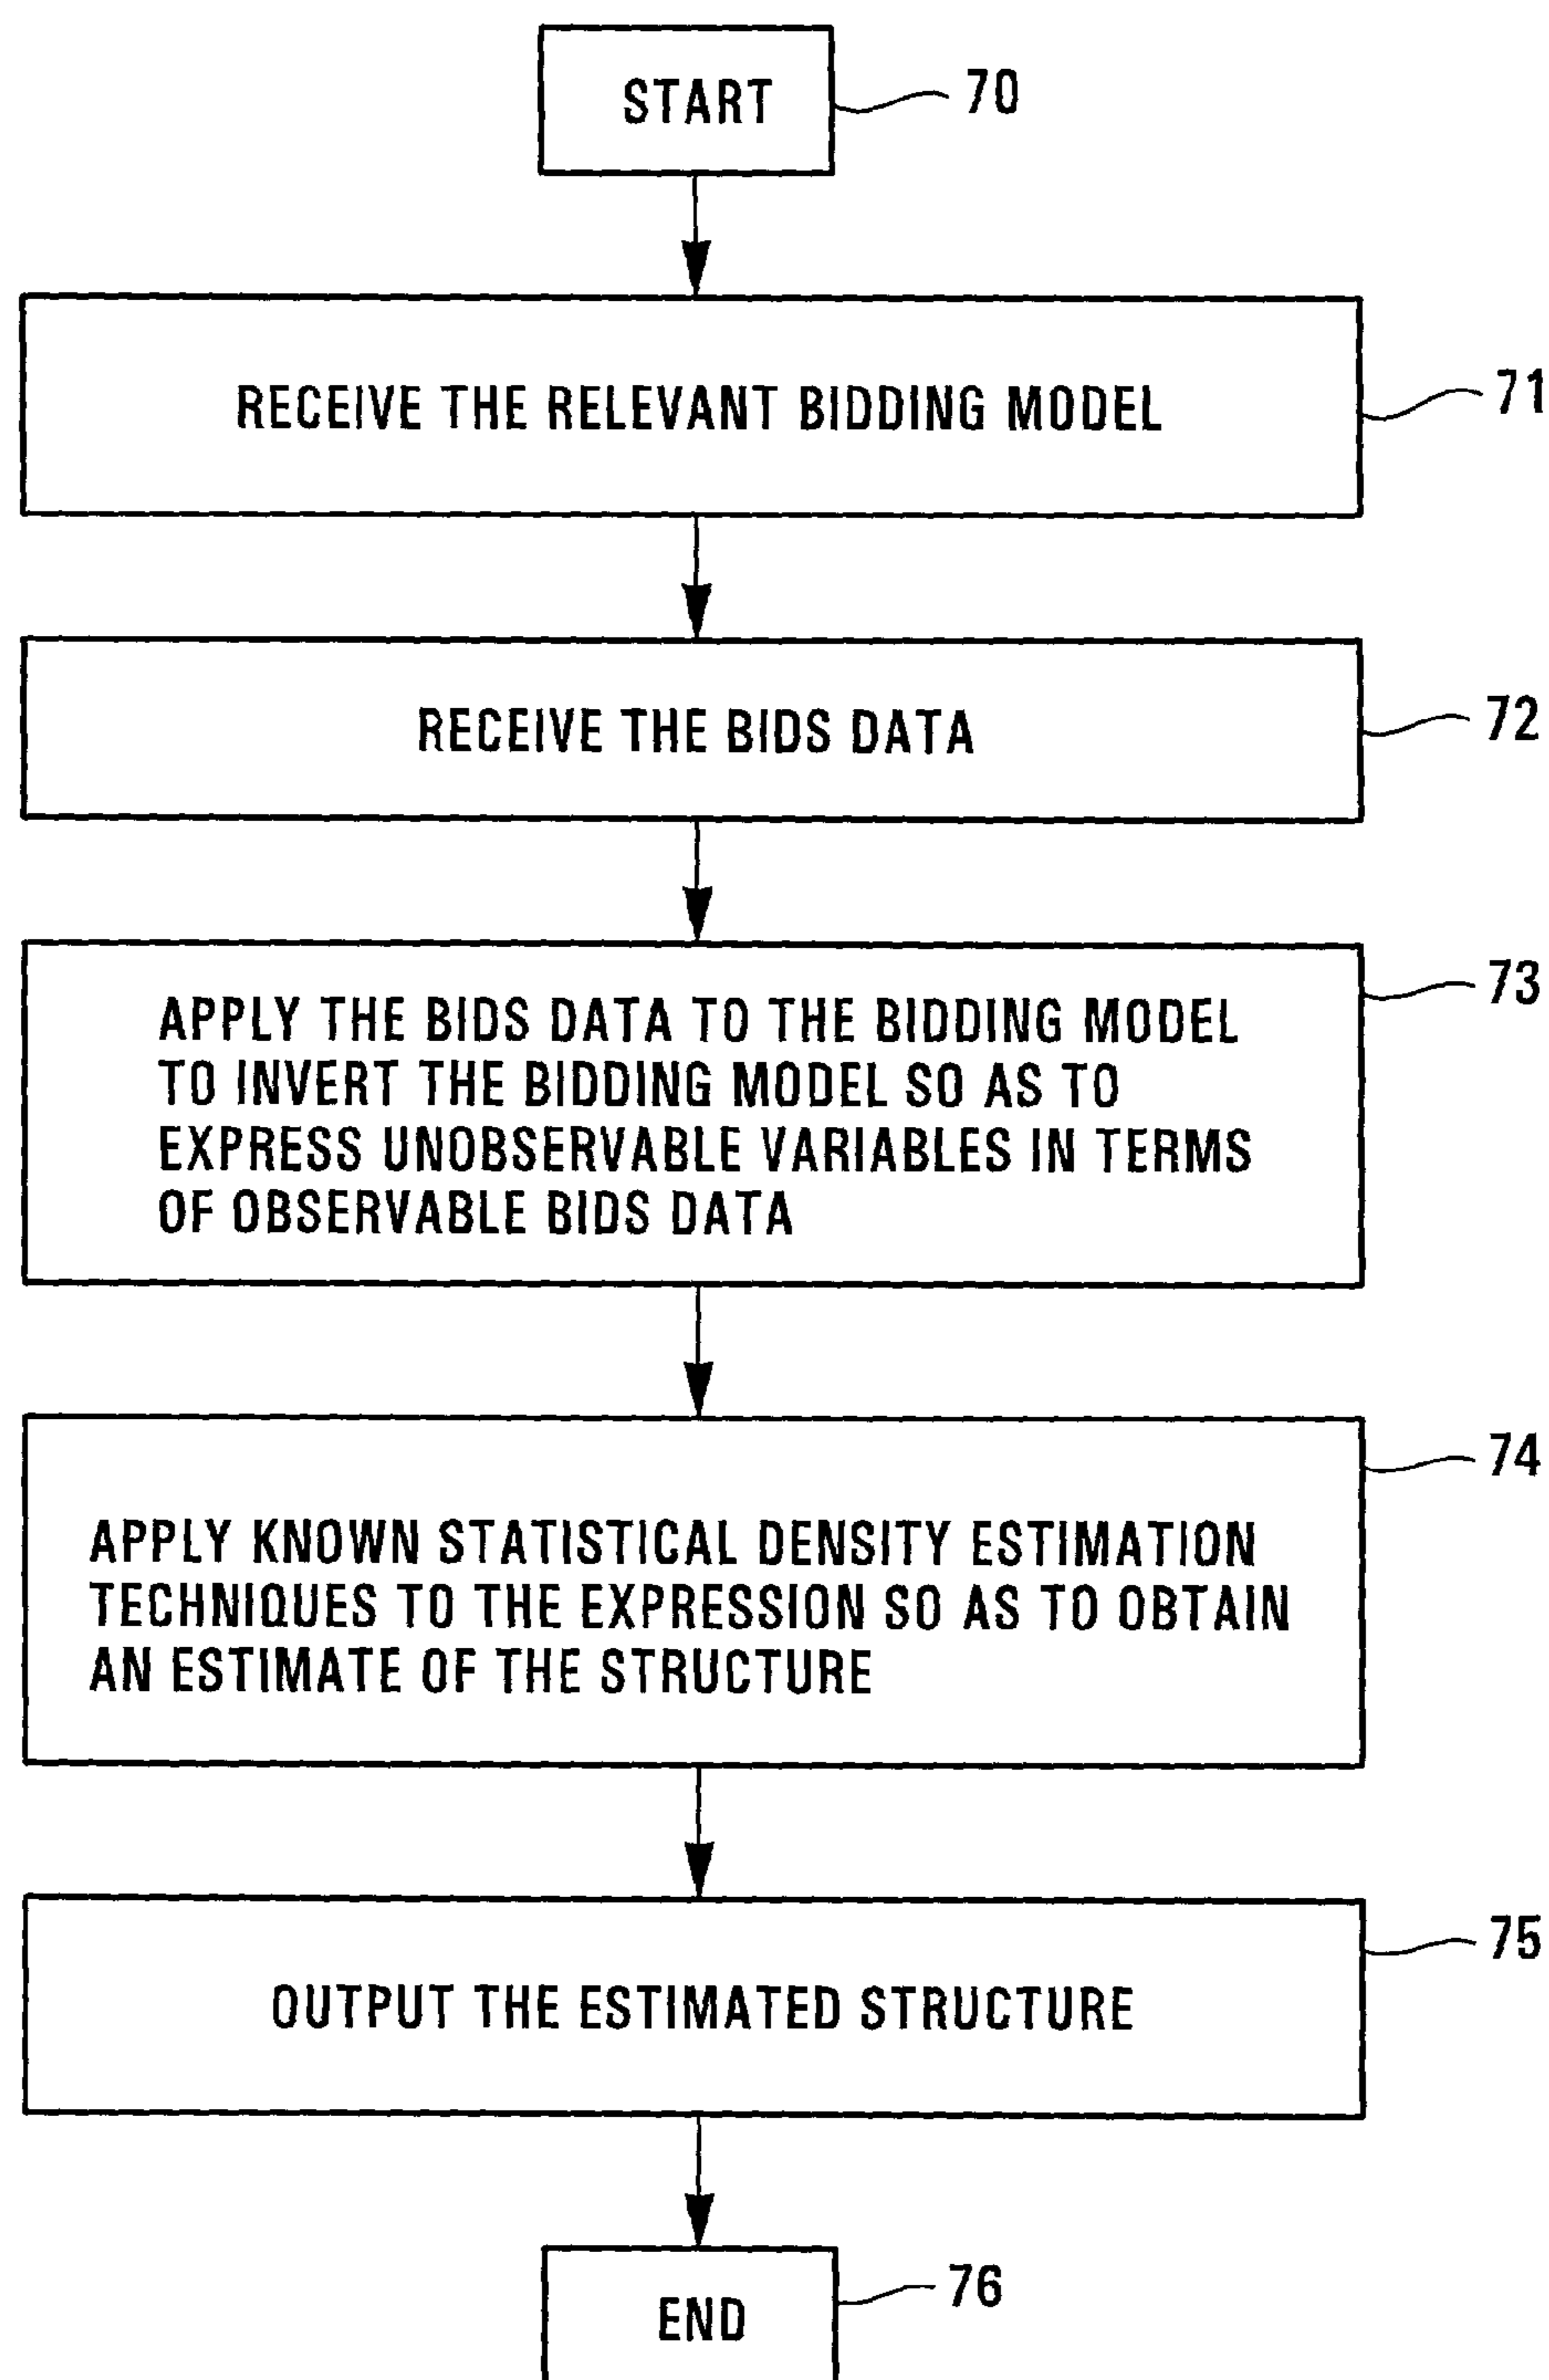 START
70
RECEIVE THE RELEVANT BIDDING MODEL
71
RECEIVE THE BIDS DATA
72
APPLY THE BIDS DATA TO THE BIDDING MODEL
TO INVERT THE BIDDING MODEL SO AS TO
EXPRESS UNOBSERVABLE VARIABLES IN TERMS
OF OBSERVABLE BIDS DATA
73
APPLY KNOWN STATISTICAL DENSITY ESTIMATION
TECHNIQUES TO THE EXPRESSION SO AS TO OBTAIN
AN ESTIMATE OF THE STRUCTURE
74
OUTPUT THE ESTIMATED STRUCTURE
75
END
76